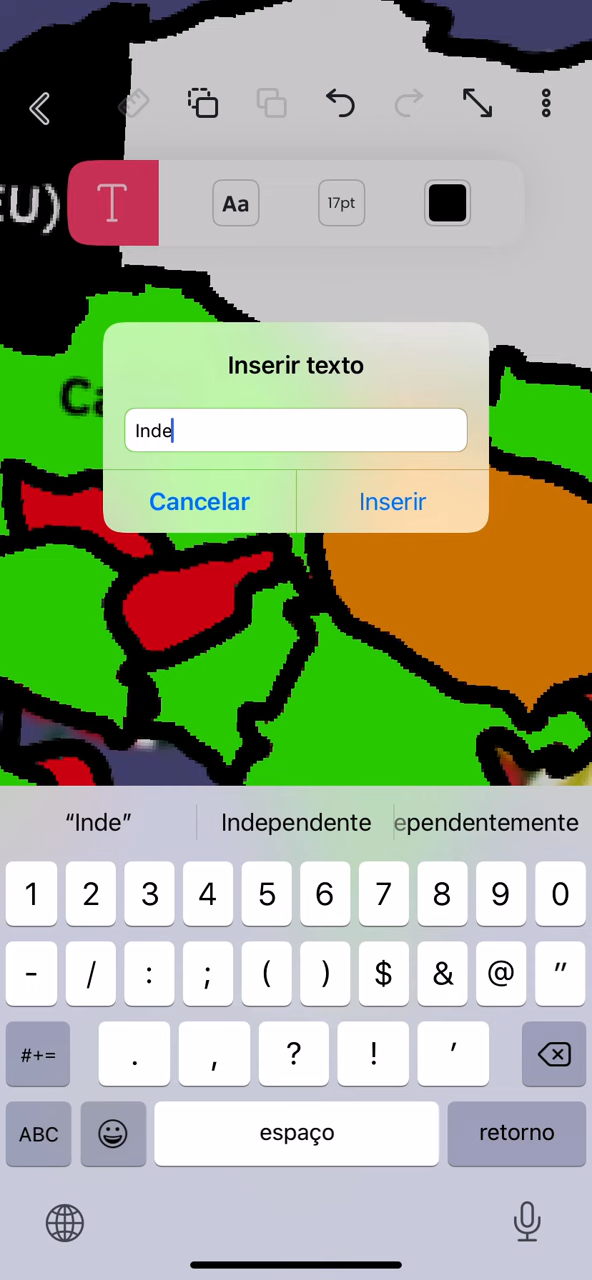 EU)
T
Aa
17pt
Ca
Inserir texto
Inde
Cancelar
Inserir
“Inde”
Independente
ependentemente
1 2 3 4 5 6 7 8 9 0
- / : ; ( ) $ & @ ”
#+= . , ? ! ’
ABC
espaço
retorno